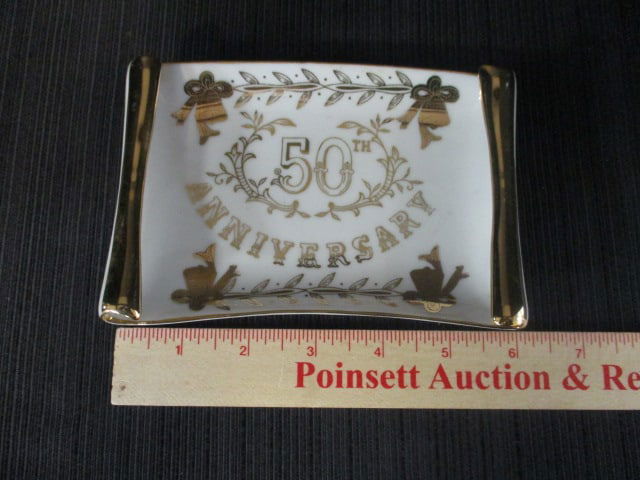 50TH
ANNIVERSARY
1 2 3 4 5 6 7
Poinsett Auction & Re